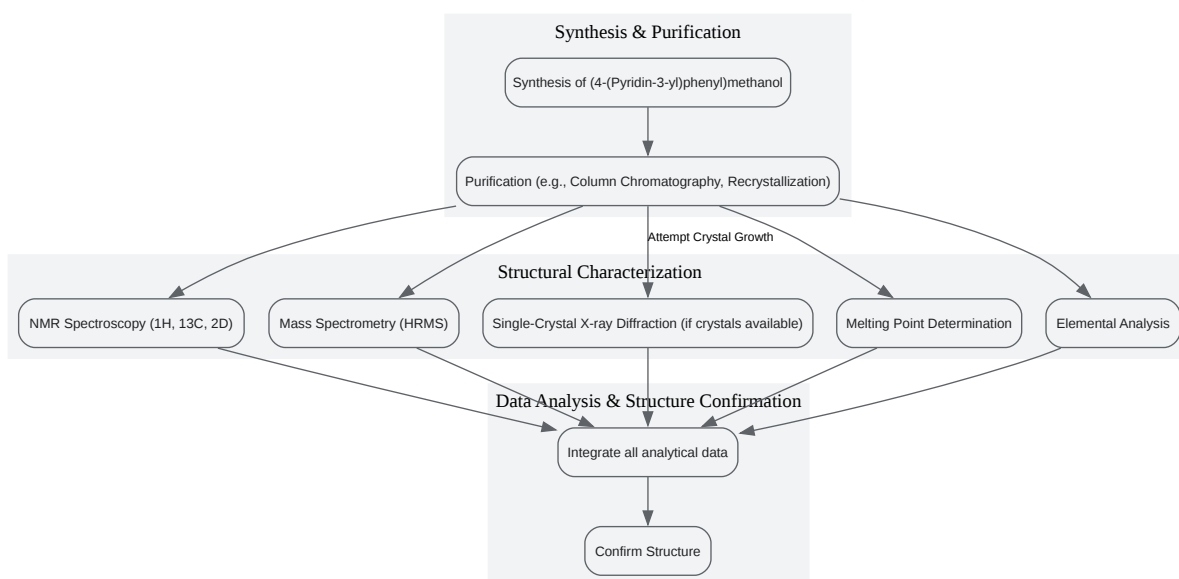 Synthesis & Purification
Synthesis of (4-(Pyridin-3-yl)phenyl)methanol
Purification (e.g., Column Chromatography, Recrystallization)
Attempt Crystal Growth
Structural Characterization
NMR Spectroscopy (1H, 13C, 2D)
Mass Spectrometry (HRMS)
Single-Crystal X-ray Diffraction (if crystals available)
Melting Point Determination
Elemental Analysis
Data Analysis & Structure Confirmation
Integrate all analytical data
Confirm Structure